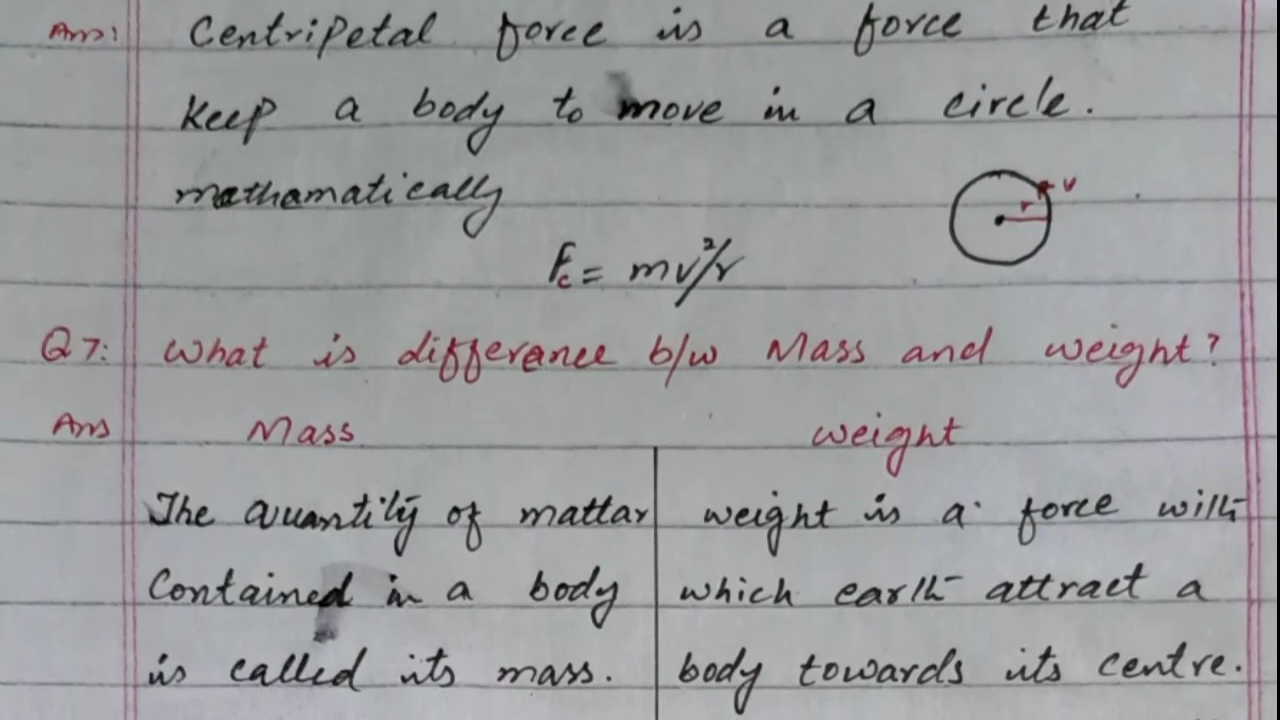 Ans: Centripetal force is a force that
Keep a body to move in a circle.
mathematically
v
r
Fc = mv²/r
Q7: What is difference b/w Mass and weight?
Ans Mass weight
The quantity of mattar
Contained in a body
is called its mass.
weight is a force with
which earth attract a
body towards its centre.